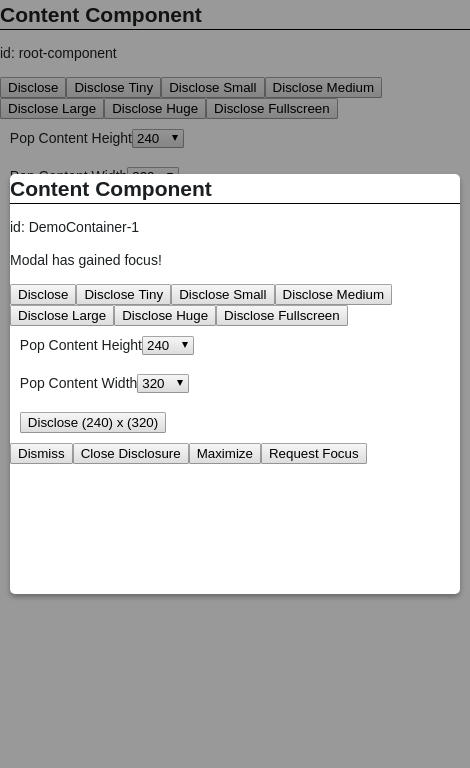 Content Component
id: root-component
Disclose Disclose Tiny Disclose Small Disclose Medium
Disclose Large Disclose Huge Disclose Fullscreen
Pop Content Height 240
Pop Content Width 320
Content Component
id: DemoContainer-1
Modal has gained focus!
Disclose Disclose Tiny Disclose Small Disclose Medium
Disclose Large Disclose Huge Disclose Fullscreen
Pop Content Height 240
Pop Content Width 320
Disclose (240) x (320)
Dismiss Close Disclosure Maximize Request Focus